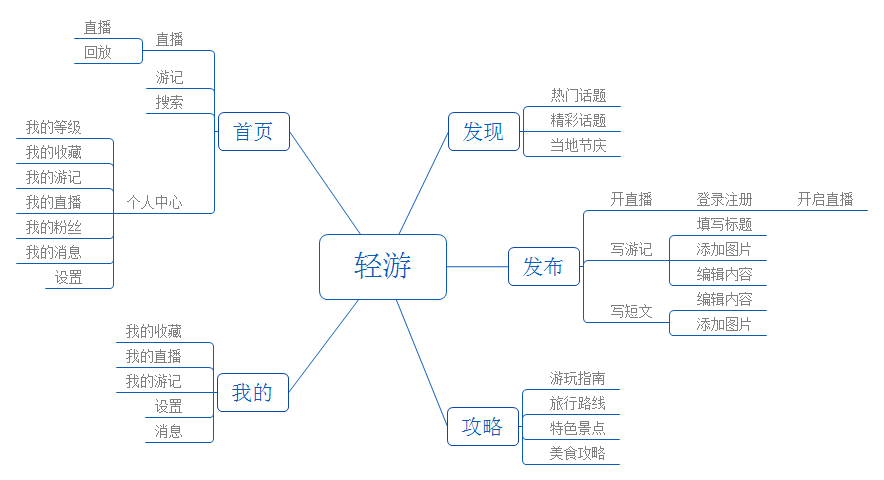 轻游
首页
直播
直播
回放
游记
搜索
个人中心
我的等级
我的收藏
我的游记
我的直播
我的粉丝
我的消息
设置
我的
我的收藏
我的直播
我的游记
设置
消息
发现
热门话题
精彩话题
当地节庆
发布
开直播
登录注册
开启直播
写游记
填写标题
添加图片
编辑内容
写短文
编辑内容
添加图片
攻略
游玩指南
旅行路线
特色景点
美食攻略